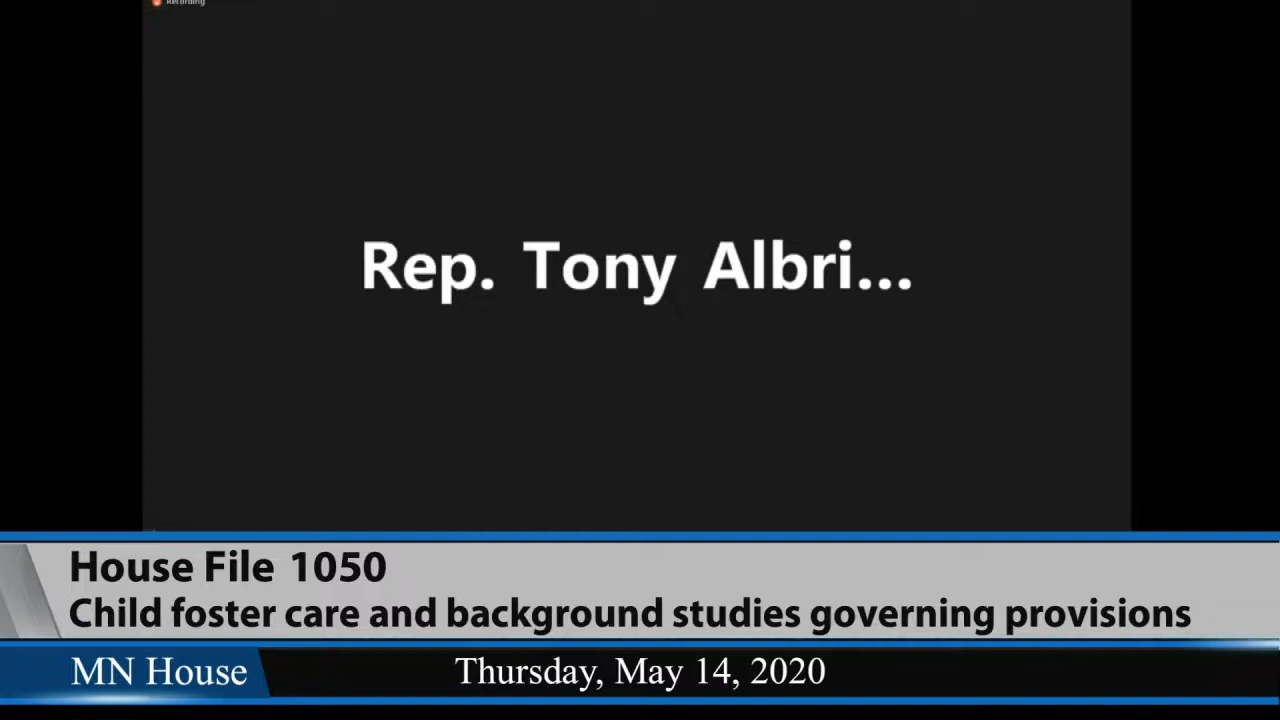 Recording
Rep. Tony Albri...
House File 1050
Child foster care and background studies governing provisions
MN House
Thursday, May 14, 2020